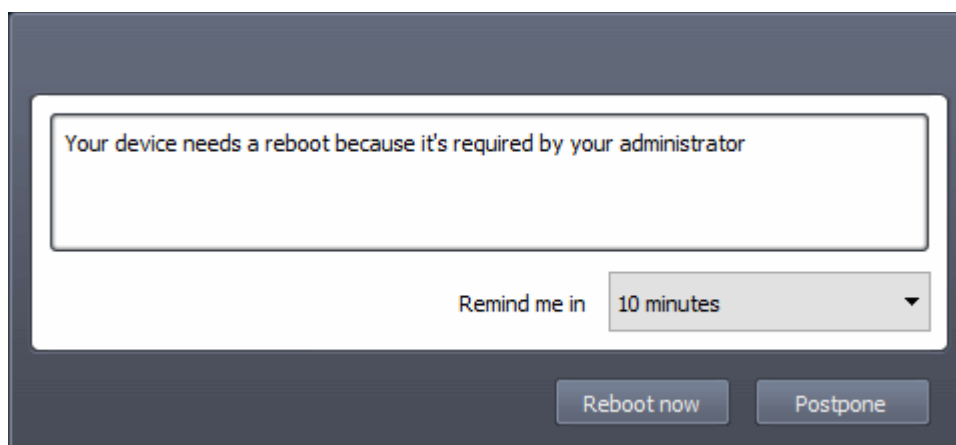 Your device needs a reboot because it's required by your administrator
Remind me in 10 minutes
Reboot now Postpone